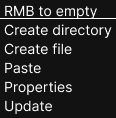 RMB to empty
Create directory
Create file
Paste
Properties
Update